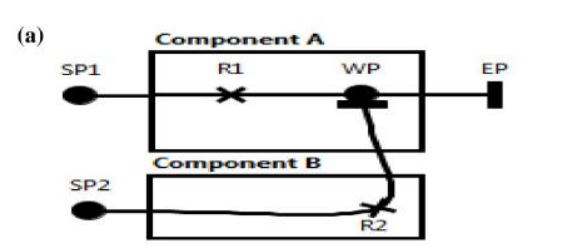 (a)
Component A
SP1 R1 WP EP
Component B
SP2
R2